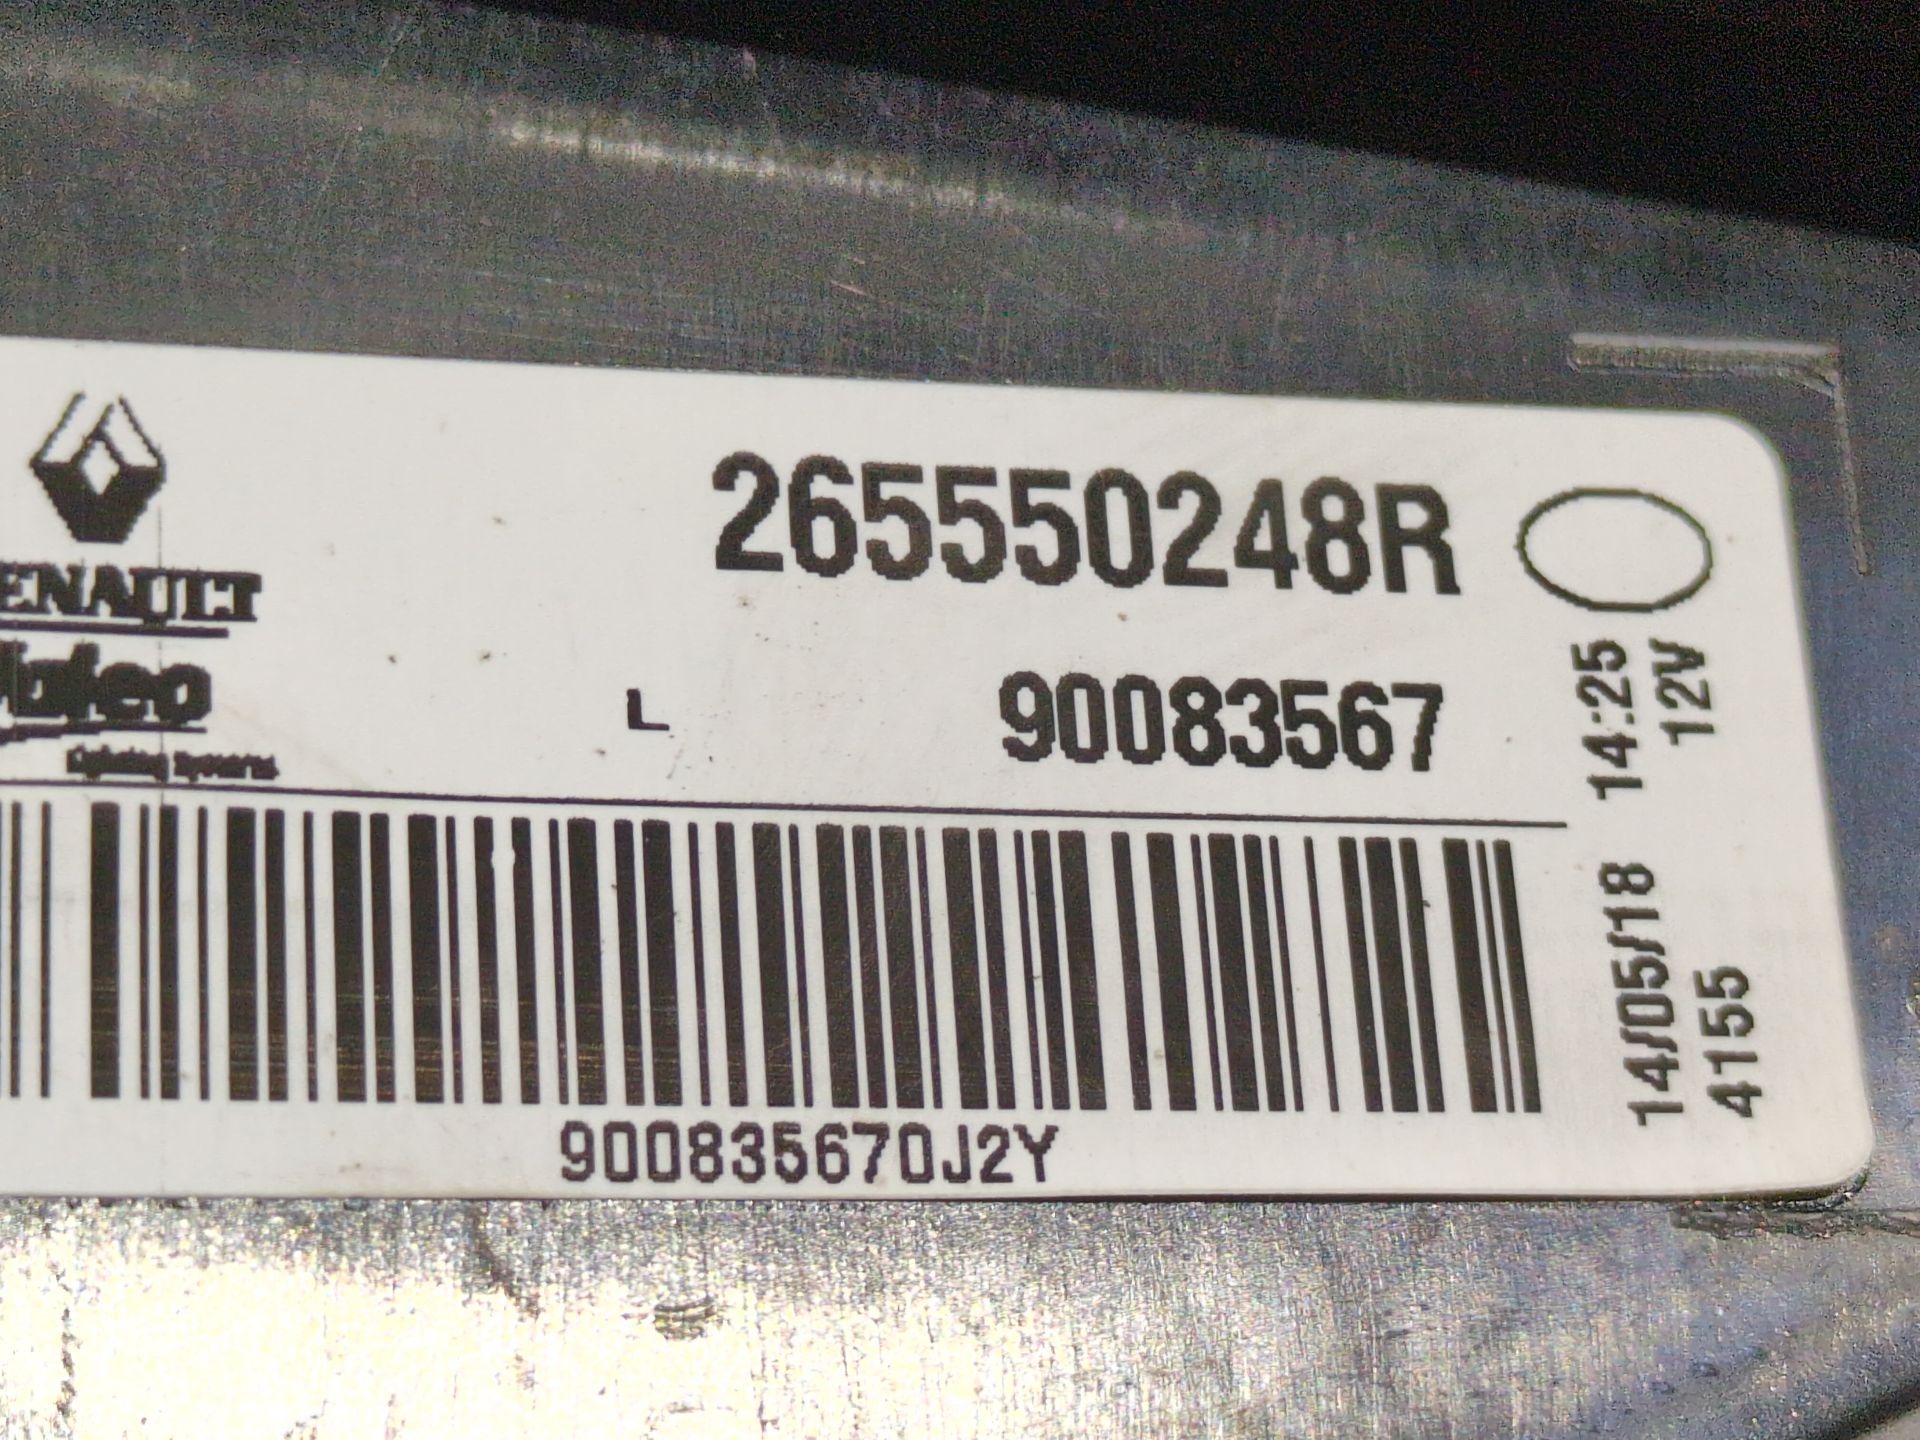 265550248R
RENAULT
Valeo
L 90083567
Lighting Systems
900835670J2Y
14/05/18 14:25
4155 12V